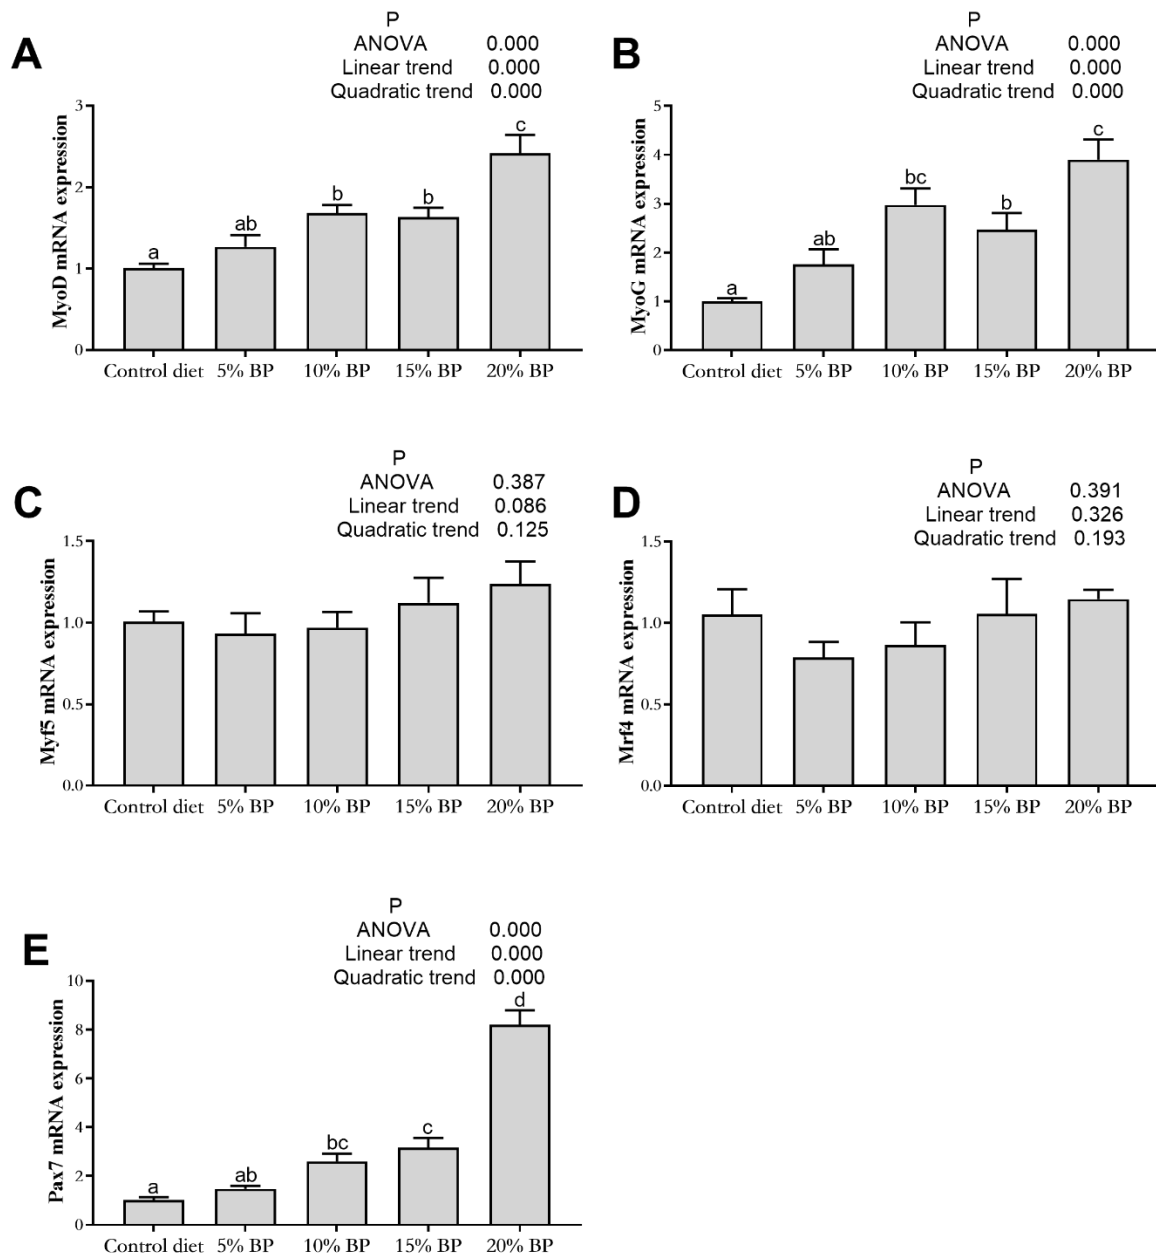 A
P
ANOVA 0.000
Linear trend 0.000
Quadratic trend 0.000
MyoD mRNA expression
3
2
1
0
a
ab
b
b
c
Control diet 5% BP 10% BP 15% BP 20% BP
B
P
ANOVA 0.000
Linear trend 0.000
Quadratic trend 0.000
MyoG mRNA expression
5
4
3
2
1
0
a
ab
bc
b
c
Control diet 5% BP 10% BP 15% BP 20% BP
C
P
ANOVA 0.387
Linear trend 0.086
Quadratic trend 0.125
Myf5 mRNA expression
1.5
1.0
0.5
0.0
Control diet 5% BP 10% BP 15% BP 20% BP
D
P
ANOVA 0.391
Linear trend 0.326
Quadratic trend 0.193
Mrf4 mRNA expression
1.5
1.0
0.5
0.0
Control diet 5% BP 10% BP 15% BP 20% BP
E
P
ANOVA 0.000
Linear trend 0.000
Quadratic trend 0.000
Pax7 mRNA expression
10
8
6
4
2
0
a
ab
bc
c
d
Control diet 5% BP 10% BP 15% BP 20% BP